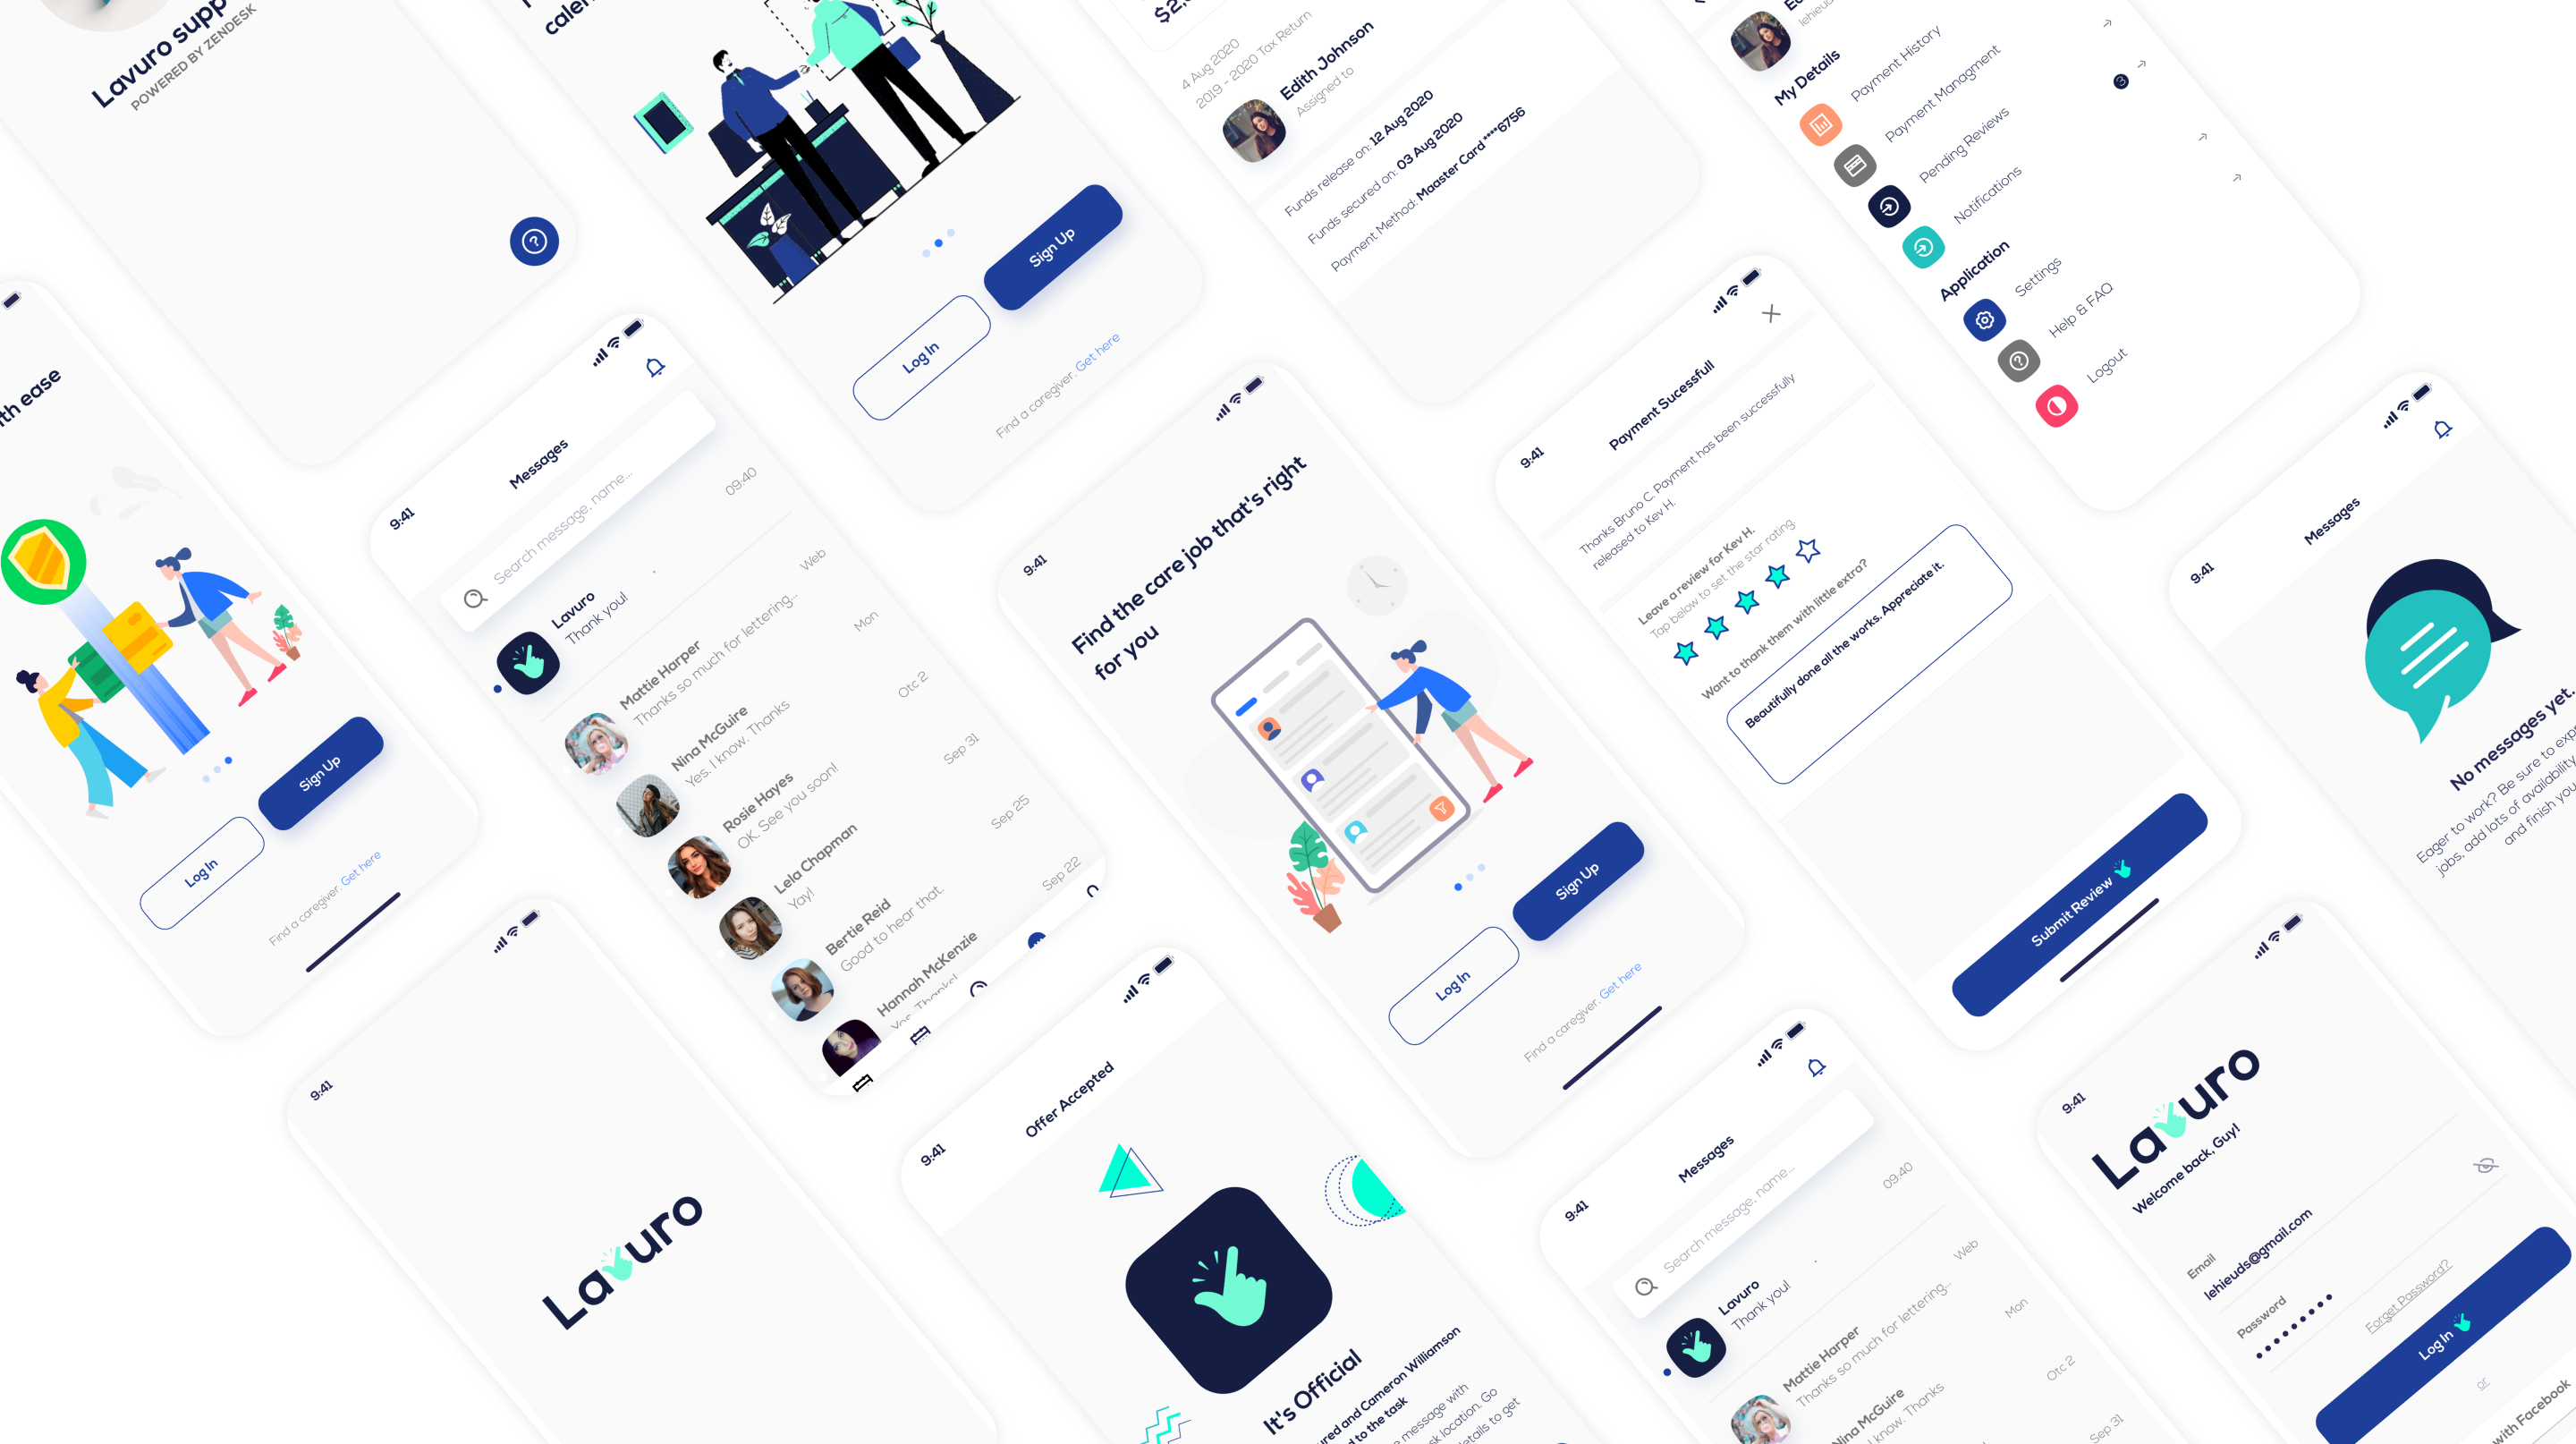 Lavuro supp
POWERED BY ZENDESK
calen
Sign Up
Log In
Find a caregiver. Get here
4 Aug 2020
2019 - 2020 Tax Return
Edith Johnson
Assigned to
Funds release on: 12 Aug 2020
Funds secured on: 03 Aug 2020
Payment Method: Maaster Card****6756
My Details
Payment History
Payment Managment
Pending Reviews
3
Notifications
Application
Settings
Help & FAQ
Logout
th ease
Sign Up
Log In
Find a caregiver. Get here
9:41
Messages
Search message, name...
Lavuro
09:40
Thank you!
Mattie Harper
Web
Thanks so much for lettering...
Nina McGuire
Mon
Yes. I know. Thanks
Rosie Hayes
Otc 2
OK. See you soon!
Lela Chapman
Sep 31
Yay!
Bertie Reid
Sep 25
Good to hear that.
Hannah McKenzie
Sep 22
Yes. Thanks!
9:41
Find the care job that's right
for you
Sign Up
Log In
Find a caregiver. Get here
9:41
Payment Sucessfull
Thanks Bruno C. Payment has been successfully
released to Kev H.
Leave a review for Kev H.
Tap below to set the star rating
Want to thank them with little extra?
Beautifully done all the works. Appreciate it.
Submit Review
9:41
Messages
No messages yet.
Eager to work? Be sure to exp
jobs, add lots of availability
and finish you
9:41
Lavuro
9:41
Offer Accepted
It's Official
ured and Cameron Williamson
d to the task
e message with
sk location. Go
etails to get
9:41
Messages
Search message, name...
Lavuro
09:40
Thank you!
Mattie Harper
Web
Thanks so much for lettering...
Nina McGuire
Mon
I know. Thanks
Otc 2
Sep 31
9:41
Lavuro
Welcome back, Guy!
Email
lehieuds@gmail.com
Password
Forget Password?
Log In
or
with Facebook